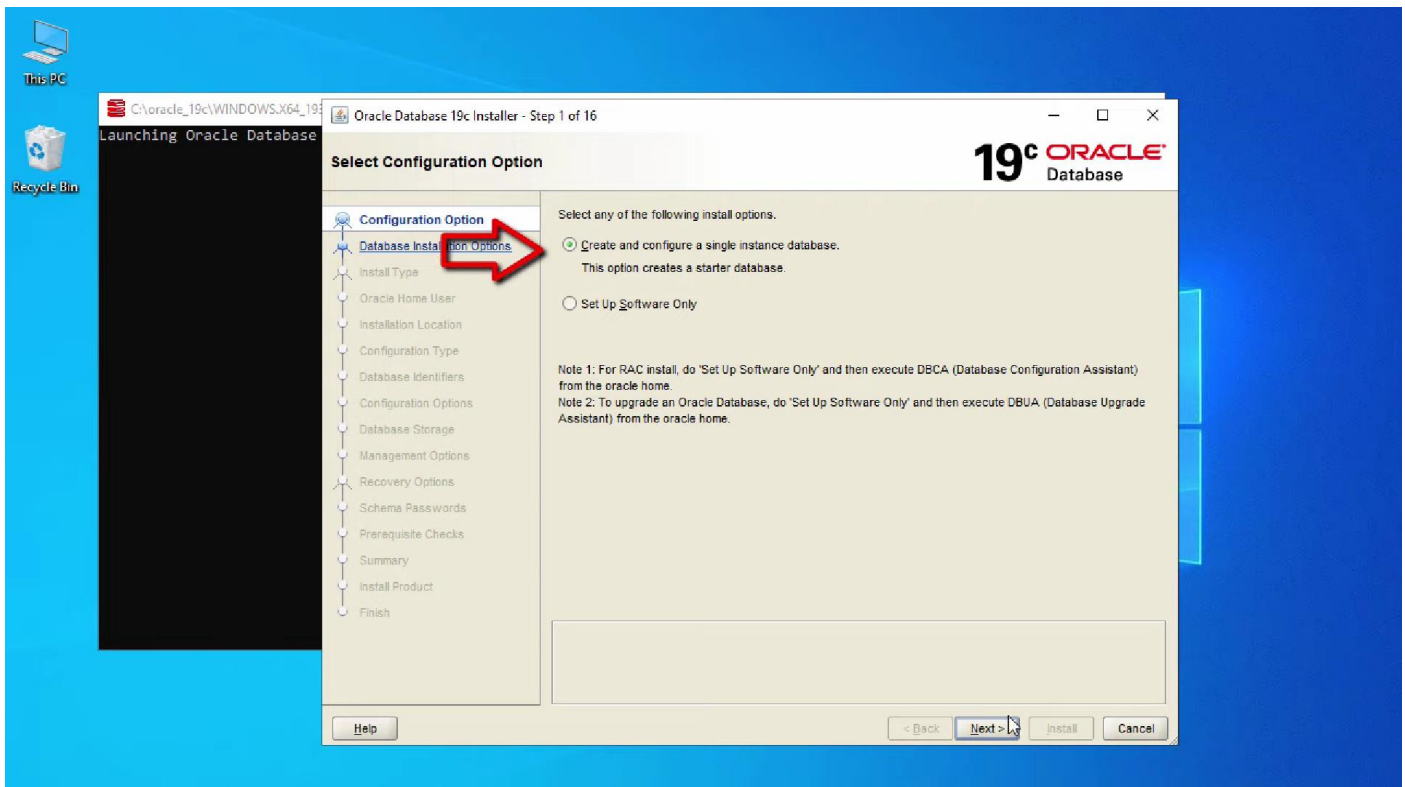 This PC
Recycle Bin
C:\oracle_19c\WINDOWS.X64_193
Launching Oracle Database
Oracle Database 19c Installer - Step 1 of 16
Select Configuration Option
19c ORACLE
Database
Configuration Option
Database Installation Options
Install Type
Oracle Home User
Installation Location
Configuration Type
Database Identifiers
Configuration Options
Database Storage
Management Options
Recovery Options
Schema Passwords
Prerequisite Checks
Summary
Install Product
Finish
Select any of the following install options.
Create and configure a single instance database.
This option creates a starter database.
Set Up Software Only
Note 1: For RAC install, do 'Set Up Software Only' and then execute DBCA (Database Configuration Assistant)
from the oracle home.
Note 2: To upgrade an Oracle Database, do 'Set Up Software Only' and then execute DBUA (Database Upgrade
Assistant) from the oracle home.
Help
< Back
Next >
Install
Cancel